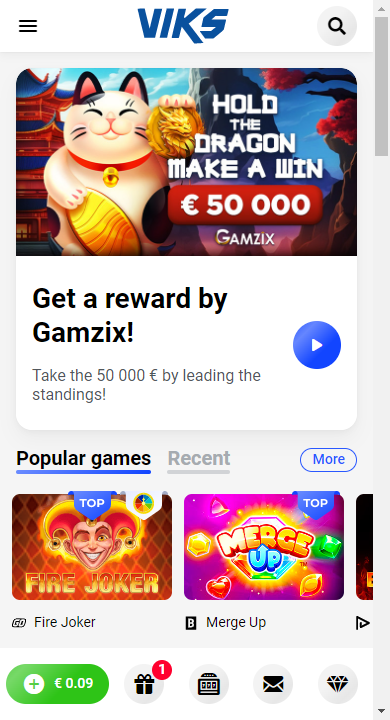 VIKS
HOLD
THE
DRAGON
MAKE A WIN
€ 50 000
GAMZIX
Get a reward by
Gamzix!
Take the 50 000 € by leading the
standings!
Popular games
Recent
More
TOP
FIRE JOKER
TOP
MERGE
UP
TM
Fire Joker
Merge Up
€ 0.09
1